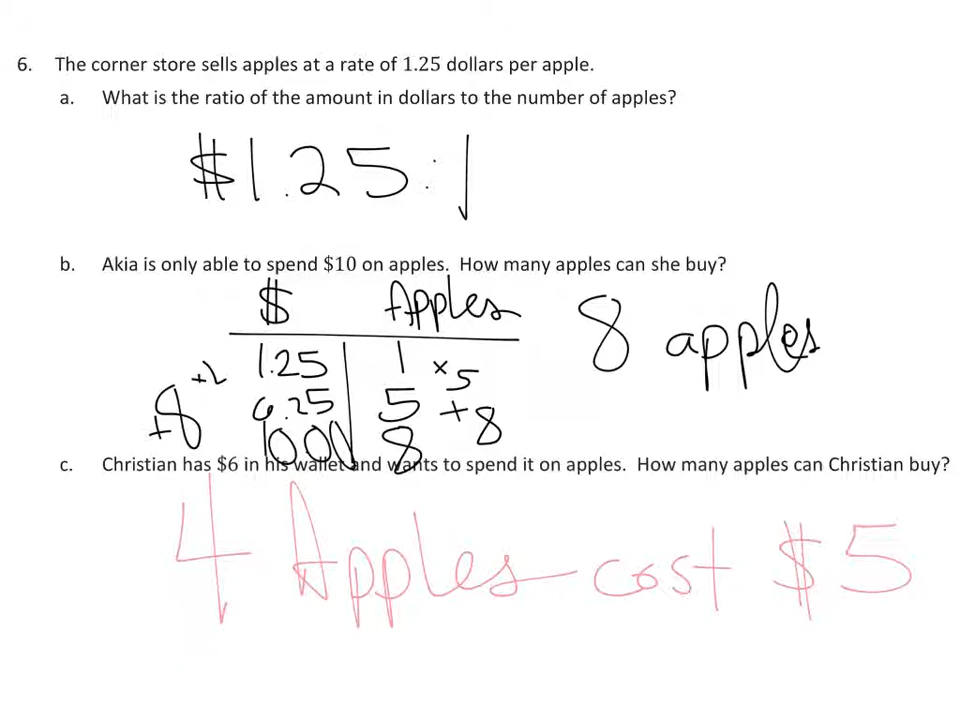 6. The corner store sells apples at a rate of 1.25 dollars per apple.
a. What is the ratio of the amount in dollars to the number of apples?
$1.25 : 1
b. Akia is only able to spend $10 on apples. How many apples can she buy?
$ Apples
8 apples
1.25 1 ×5
6.25 5 +8
+8
10.00 8
c. Christian has $6 in his wallet and wants to spend it on apples. How many apples can Christian buy?
4 Apples cost $5